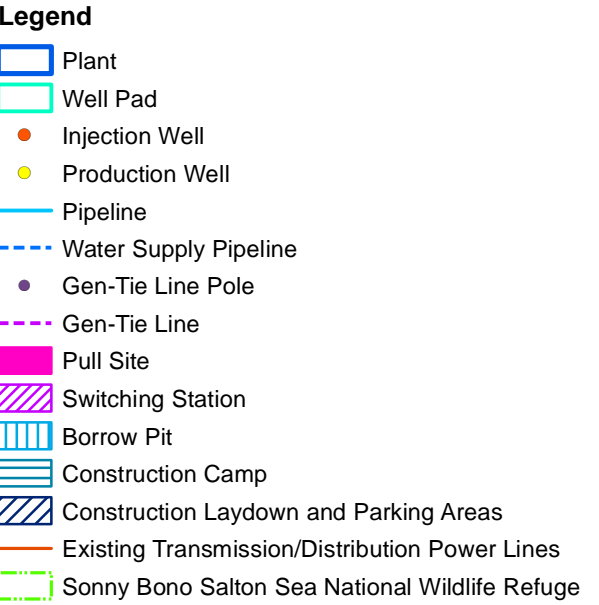 Legend
Plant
Well Pad
Injection Well
Production Well
Pipeline
Water Supply Pipeline
Gen-Tie Line Pole
Gen-Tie Line
Pull Site
Switching Station
Borrow Pit
Construction Camp
Construction Laydown and Parking Areas
Existing Transmission/Distribution Power Lines
Sonny Bono Salton Sea National Wildlife Refuge